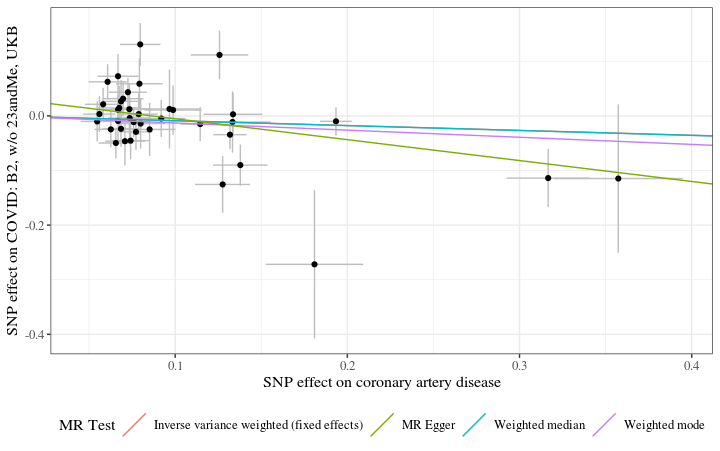 SNP effect on COVID: B2, w/o 23andMe, UKB
0.0
-0.2
-0.4
0.1 0.2 0.3 0.4
SNP effect on coronary artery disease
MR Test Inverse variance weighted (fixed effects) MR Egger Weighted median Weighted mode